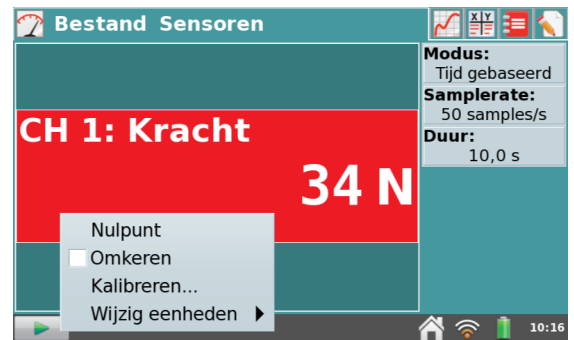 Bestand Sensoren
X Y
Modus:
Tijd gebaseerd
Samplerate:
50 samples/s
Duur:
10,0 s
CH 1: Kracht
34 N
Nulpunt
Omkeren
Kalibreren...
Wijzig eenheden
10:16